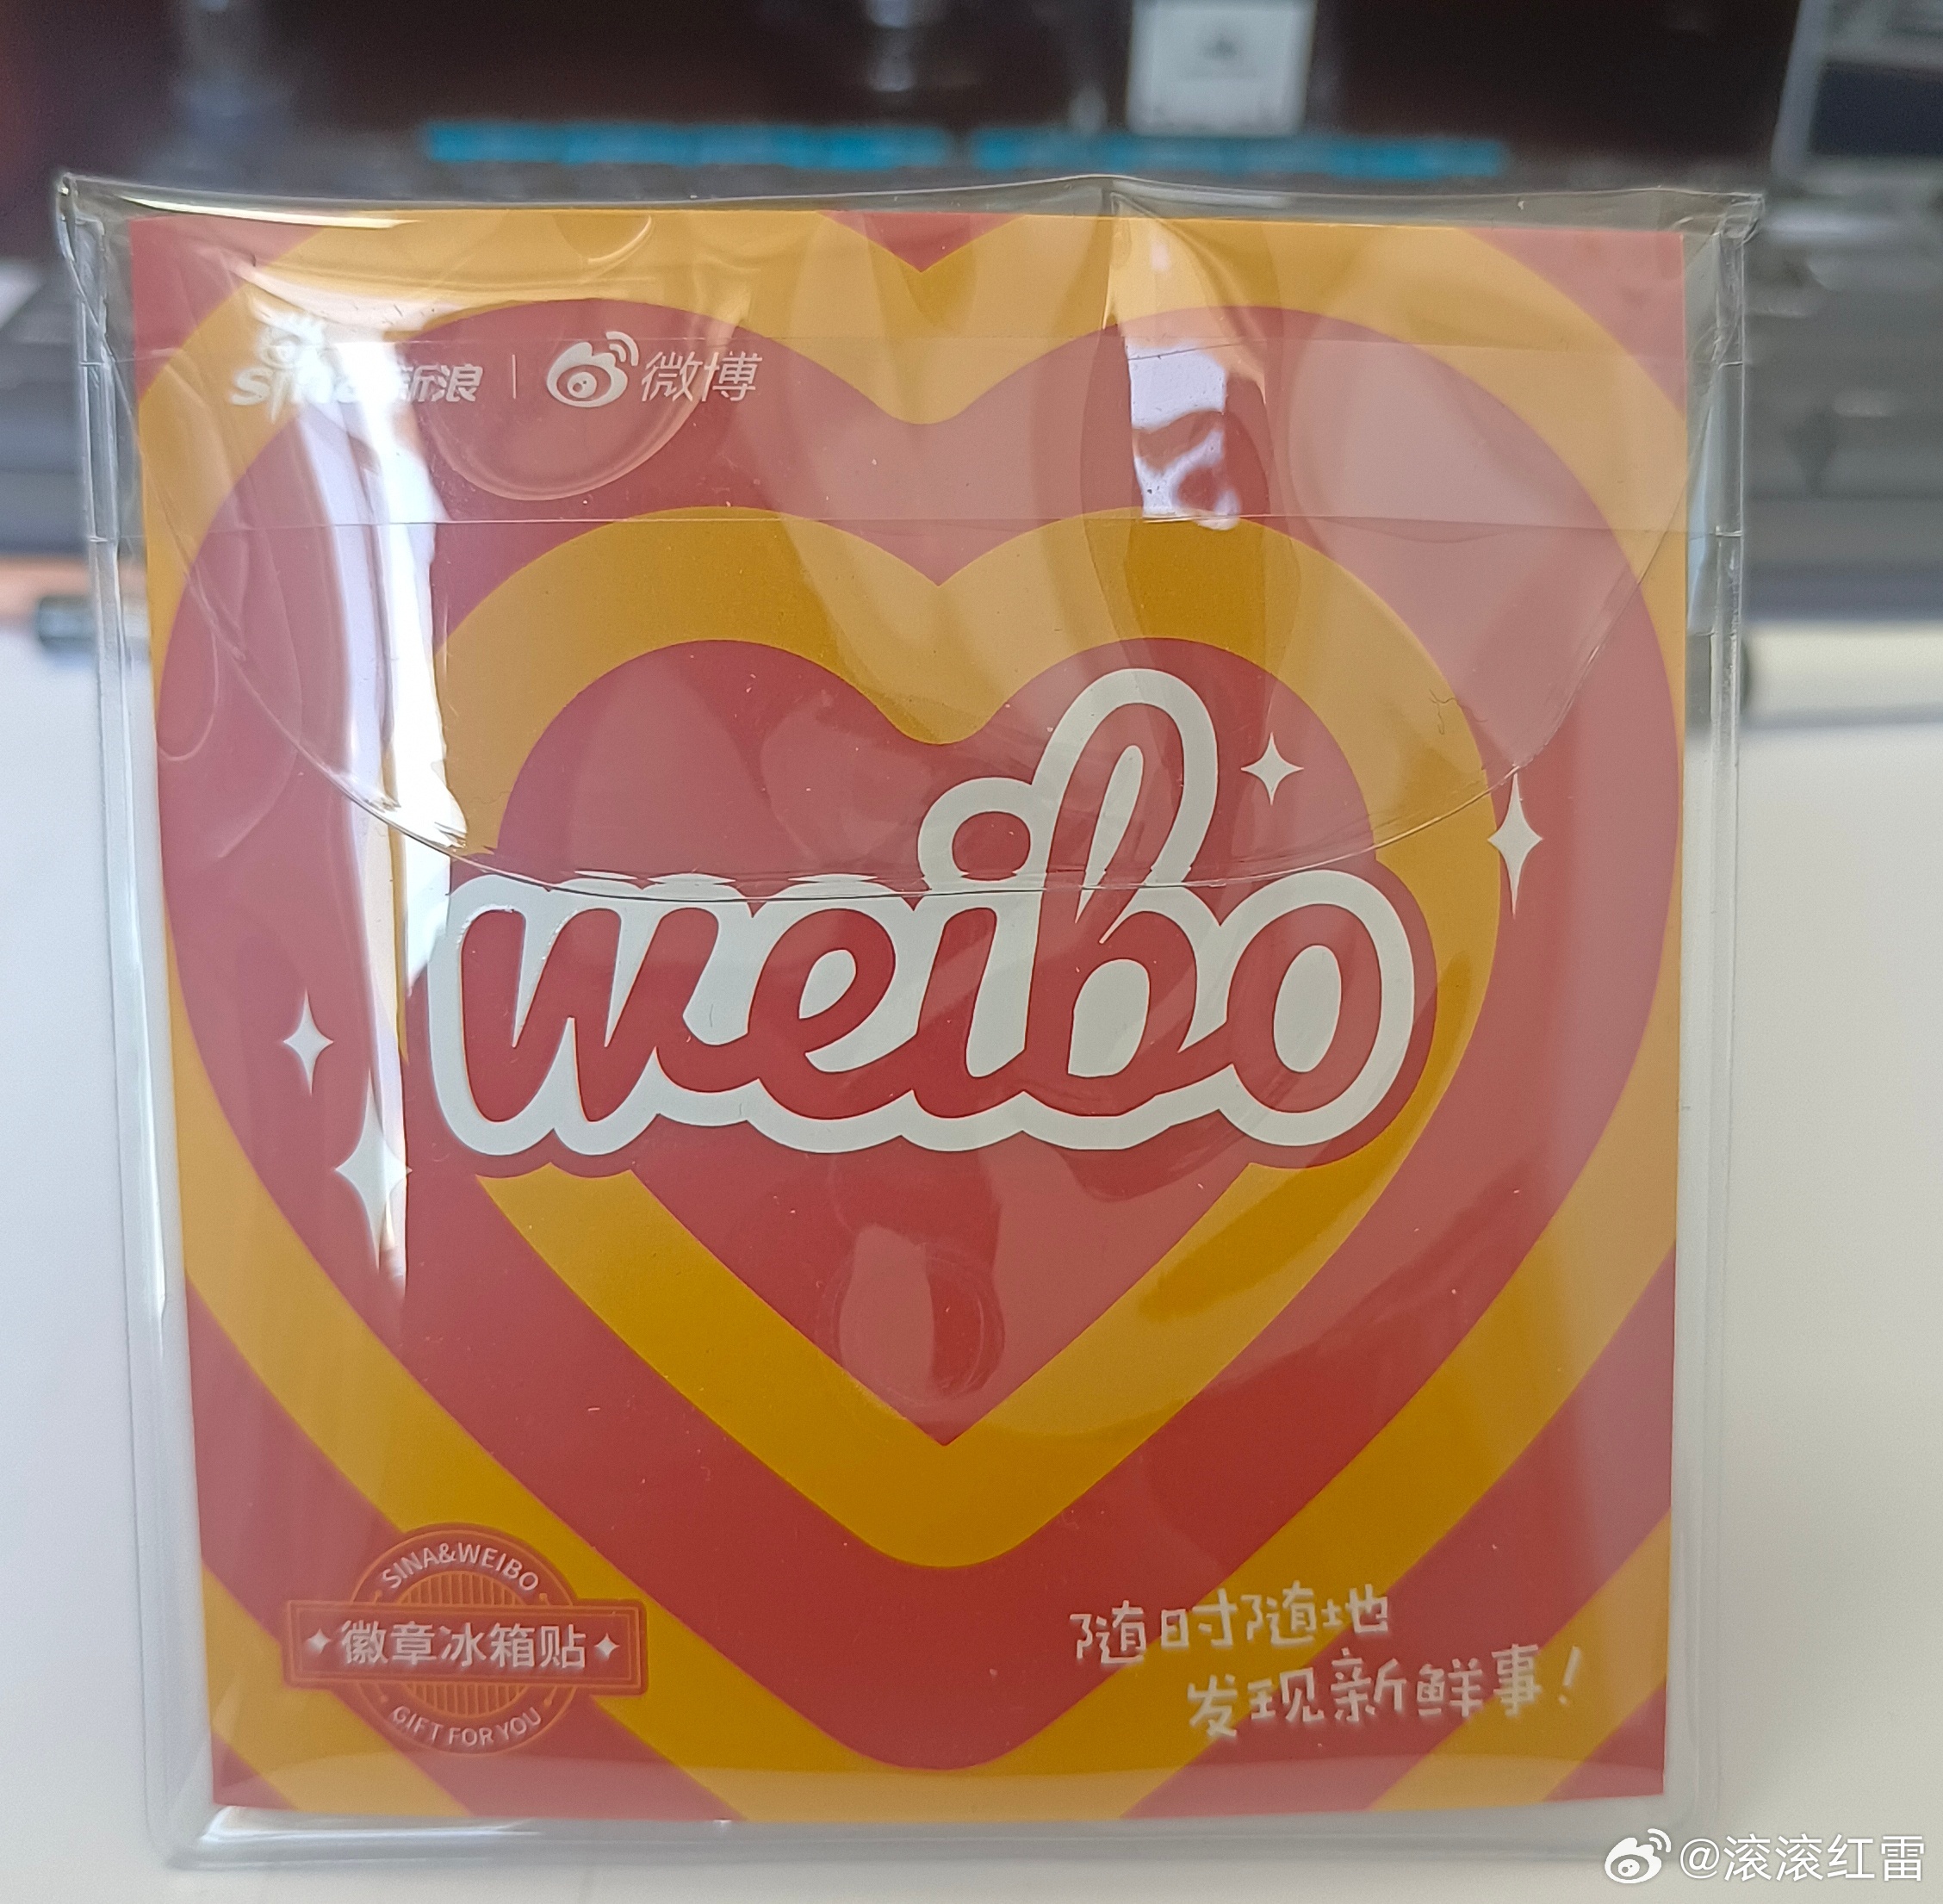 sina新浪 | 微博
weibo
SINA&WEIBO
徽章冰箱贴
GIFT FOR YOU
随时随地
发现新鲜事！
@滚滚红雷